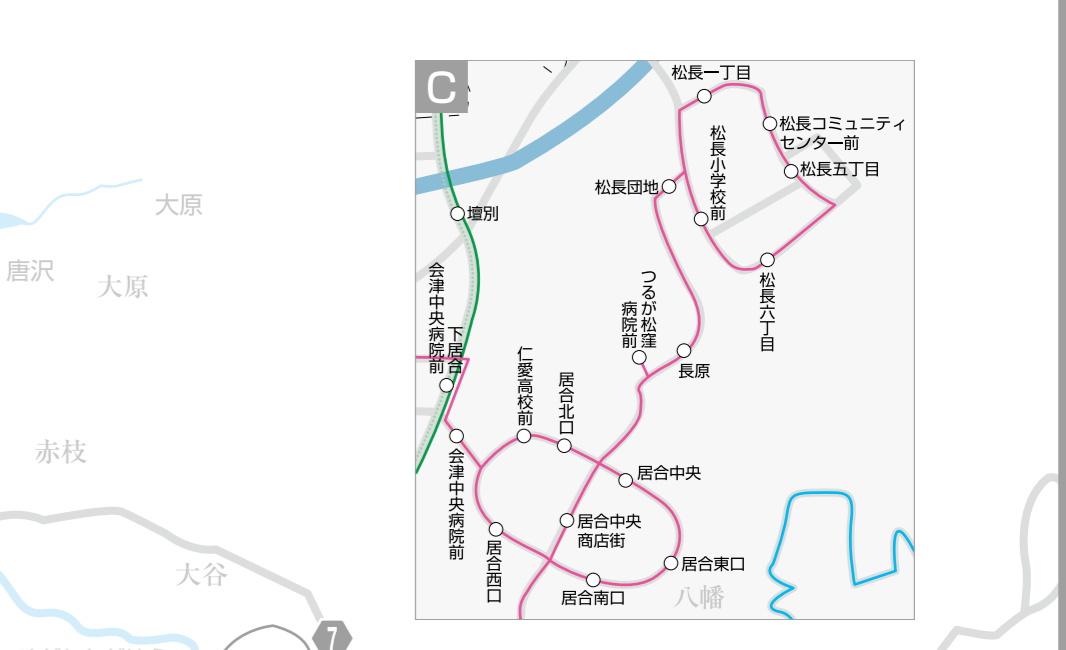 C
松長一丁目
松長コミュニティ
センター前
松長五丁目
松長小学校前
松長団地
松長六丁目
壇別
会津中央病院前
下居合
つるが松窪
病院前
長原
仁愛高校前
居合北口
居合中央
会津中央病院前
居合中央
商店街
居合西口
居合東口
居合南口
八幡
大原
唐沢
大原
赤枝
大谷
7